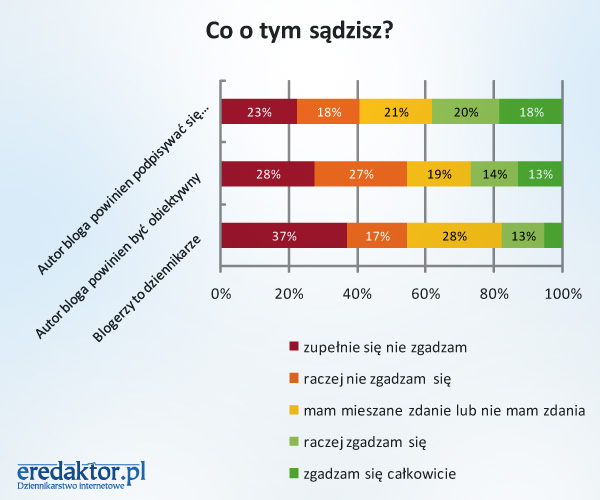 Co o tym sądzisz?
Autor bloga powinien podpisywać się...
23% 18% 21% 20% 18%
Autor bloga powinien być obiektywny
28% 27% 19% 14% 13%
Blogerzy to dziennikarze
37% 17% 28% 13%
0% 20% 40% 60% 80% 100%
zupełnie się nie zgadzam
raczej nie zgadzam się
mam mieszane zdanie lub nie mam zdania
raczej zgadzam się
zgadzam się całkowicie
eredaktor.pl
Dziennikarstwo internetowe